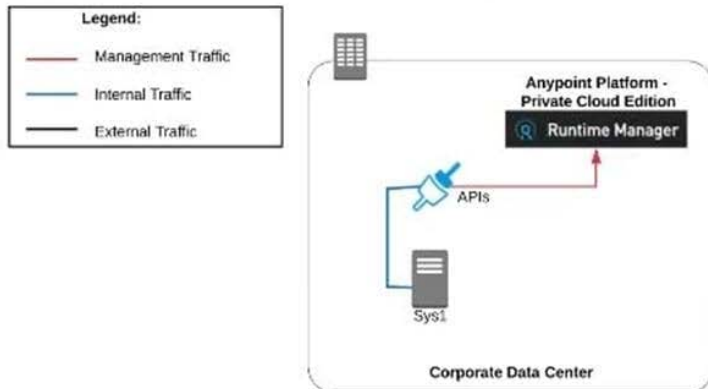 Legend:
Management Traffic
Internal Traffic
External Traffic
Anypoint Platform -
Private Cloud Edition
Runtime Manager
APIs
Sys1
Corporate Data Center